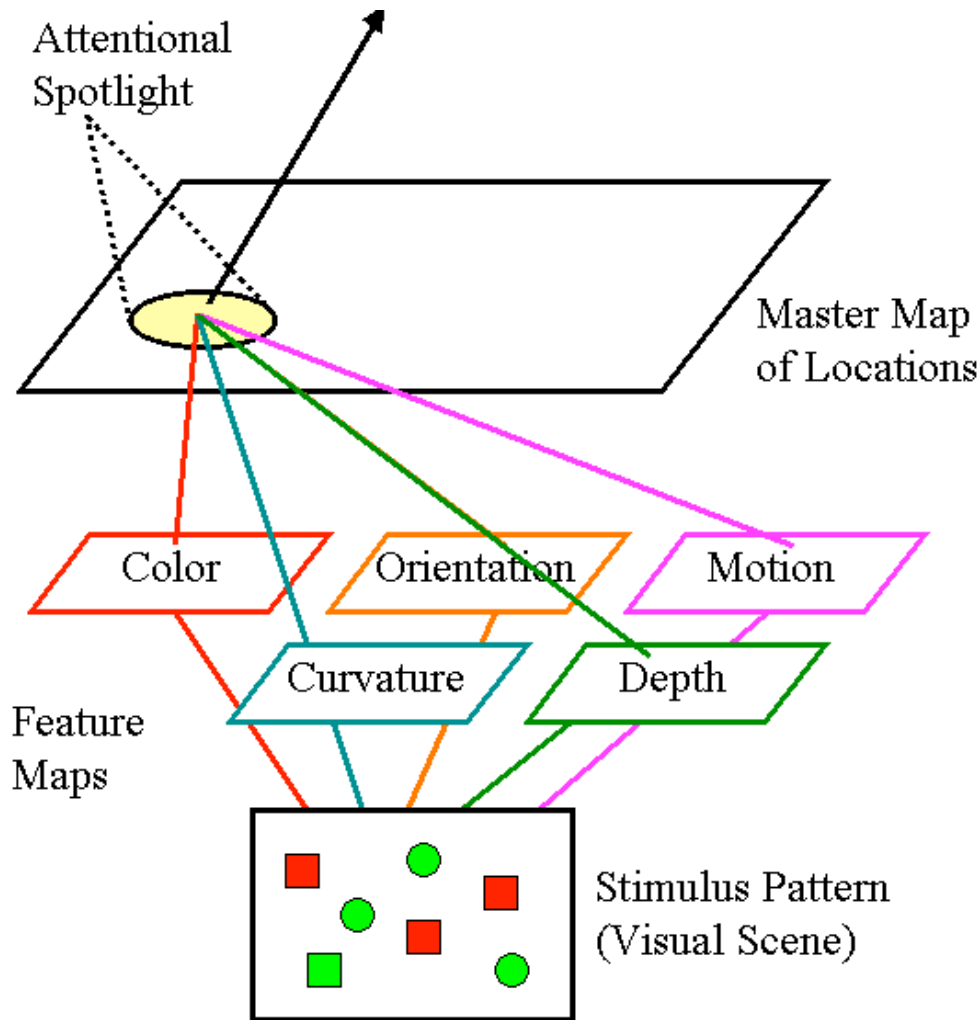 Attentional
Spotlight
Master Map
of Locations
Color
Orientation
Motion
Curvature
Depth
Feature
Maps
Stimulus Pattern
(Visual Scene)